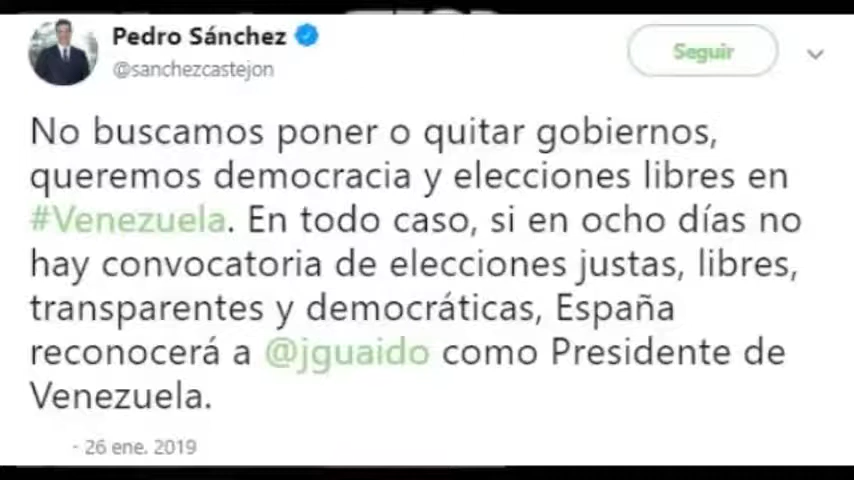 Pedro Sánchez
@sanchezcastejon
Seguir
No buscamos poner o quitar gobiernos,
queremos democracia y elecciones libres en
#Venezuela. En todo caso, si en ocho días no
hay convocatoria de elecciones justas, libres,
transparentes y democráticas, España
reconocerá a @jguaido como Presidente de
Venezuela.
- 26 ene. 2019